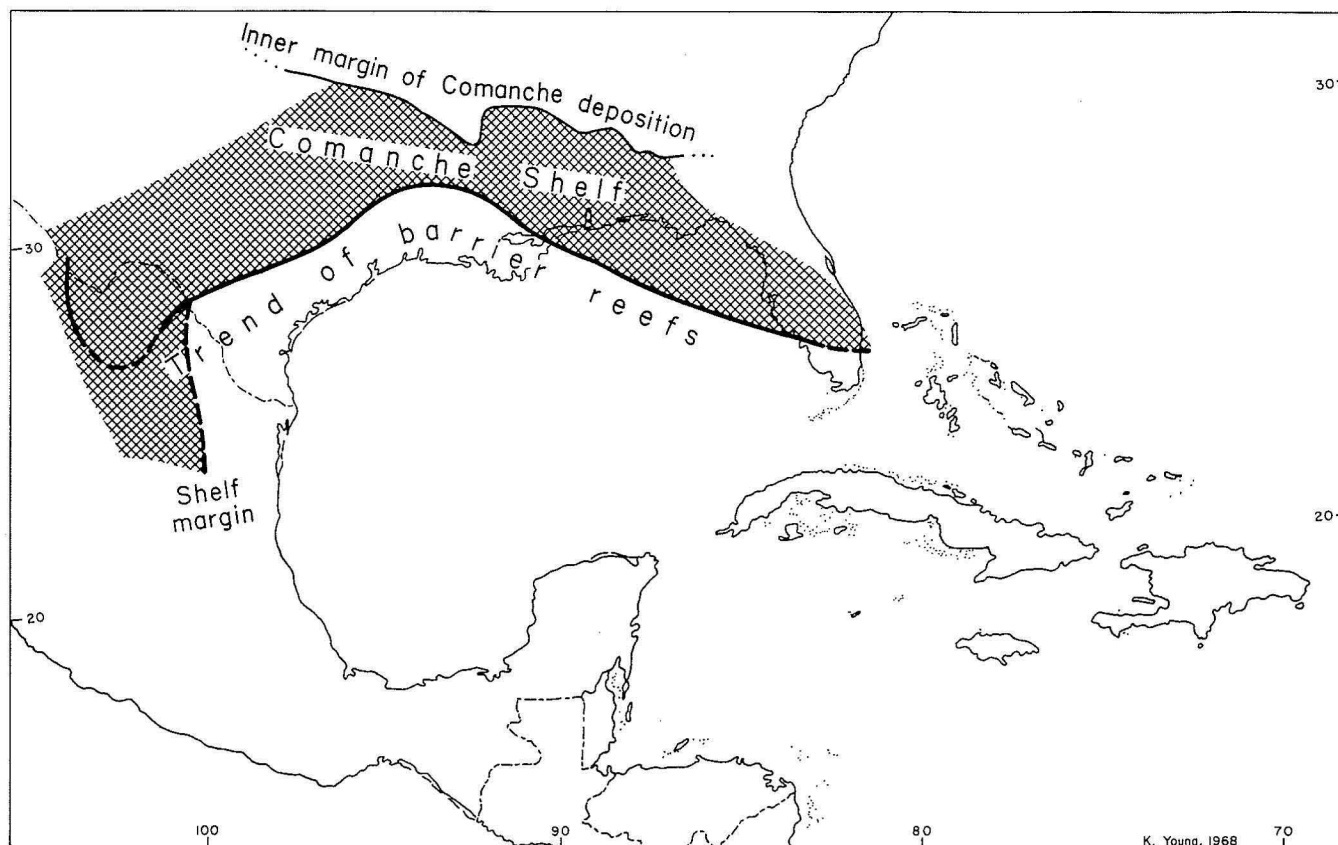 Inner margin of Comanche deposition
30
Comanche Shelf
30
Trend of barrier reefs
Shelf
margin
20
20
100
90
80
70
K. Young, 1968